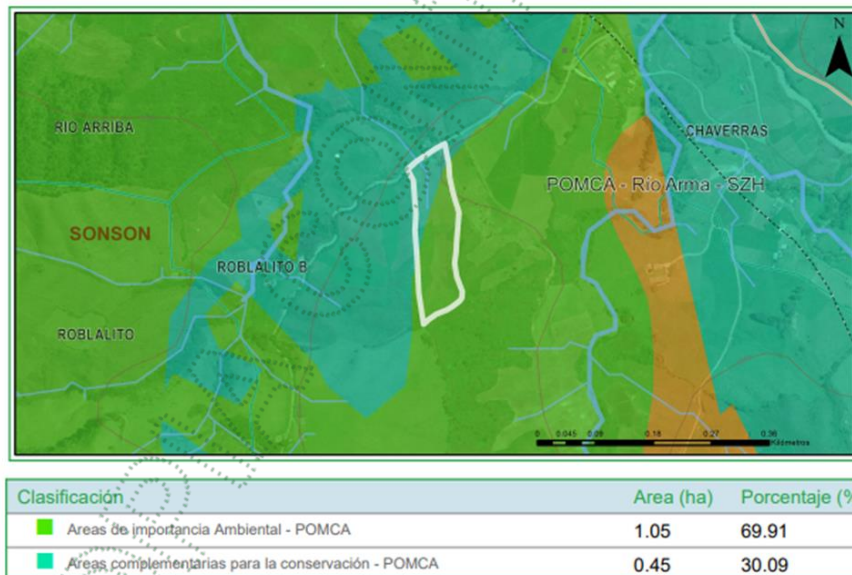 N
RIO ARRIBA
CHAVERRAS
POMCA - Río Arma - SZH
SONSON
ROBLALITO B
ROBLALITO
0 0.045 0.09 0.18 0.27 0.36
Kilómetros
Clasificación Area (ha) Porcentaje (%
Areas de importancia Ambiental - POMCA 1.05 69.91
Areas complementarias para la conservación - POMCA 0.45 30.09